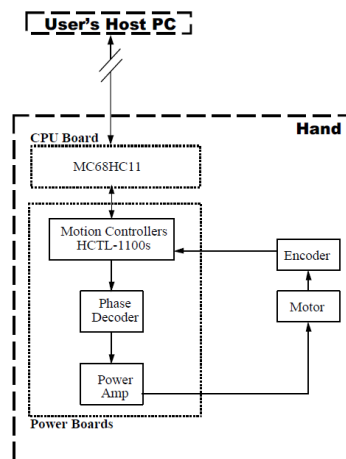 User's Host PC
Hand
CPU Board
MC68HC11
Motion Controllers
HCTL-1100s
Encoder
Phase
Decoder
Motor
Power
Amp
Power Boards